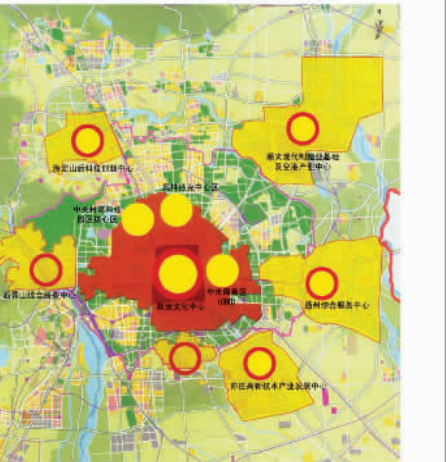 海淀山后科技创新中心
顺义现代制造业基地
及空港产业中心
奥林匹克中心区
中关村高科技
园区核心区
石景山综合服务中心
中央商务区
(CBD)
政治文化中心
通州综合服务中心
亦庄高新技术产业发展中心